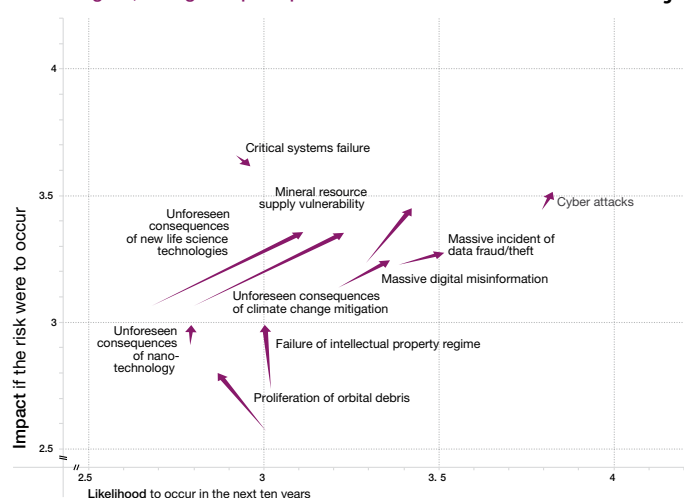 4
Critical systems failure
Mineral resource
supply vulnerability
3.5
Cyber attacks
Unforeseen
consequences
of new life science
technologies
Massive incident of
data fraud/theft
Massive digital misinformation
Unforeseen consequences
of climate change mitigation
3
Unforeseen
consequences
of nano-
technology
Failure of intellectual property regime
Proliferation of orbital debris
2.5
Impact if the risk were to occur
2.5
3
3. 5
4
Likelihood to occur in the next ten years